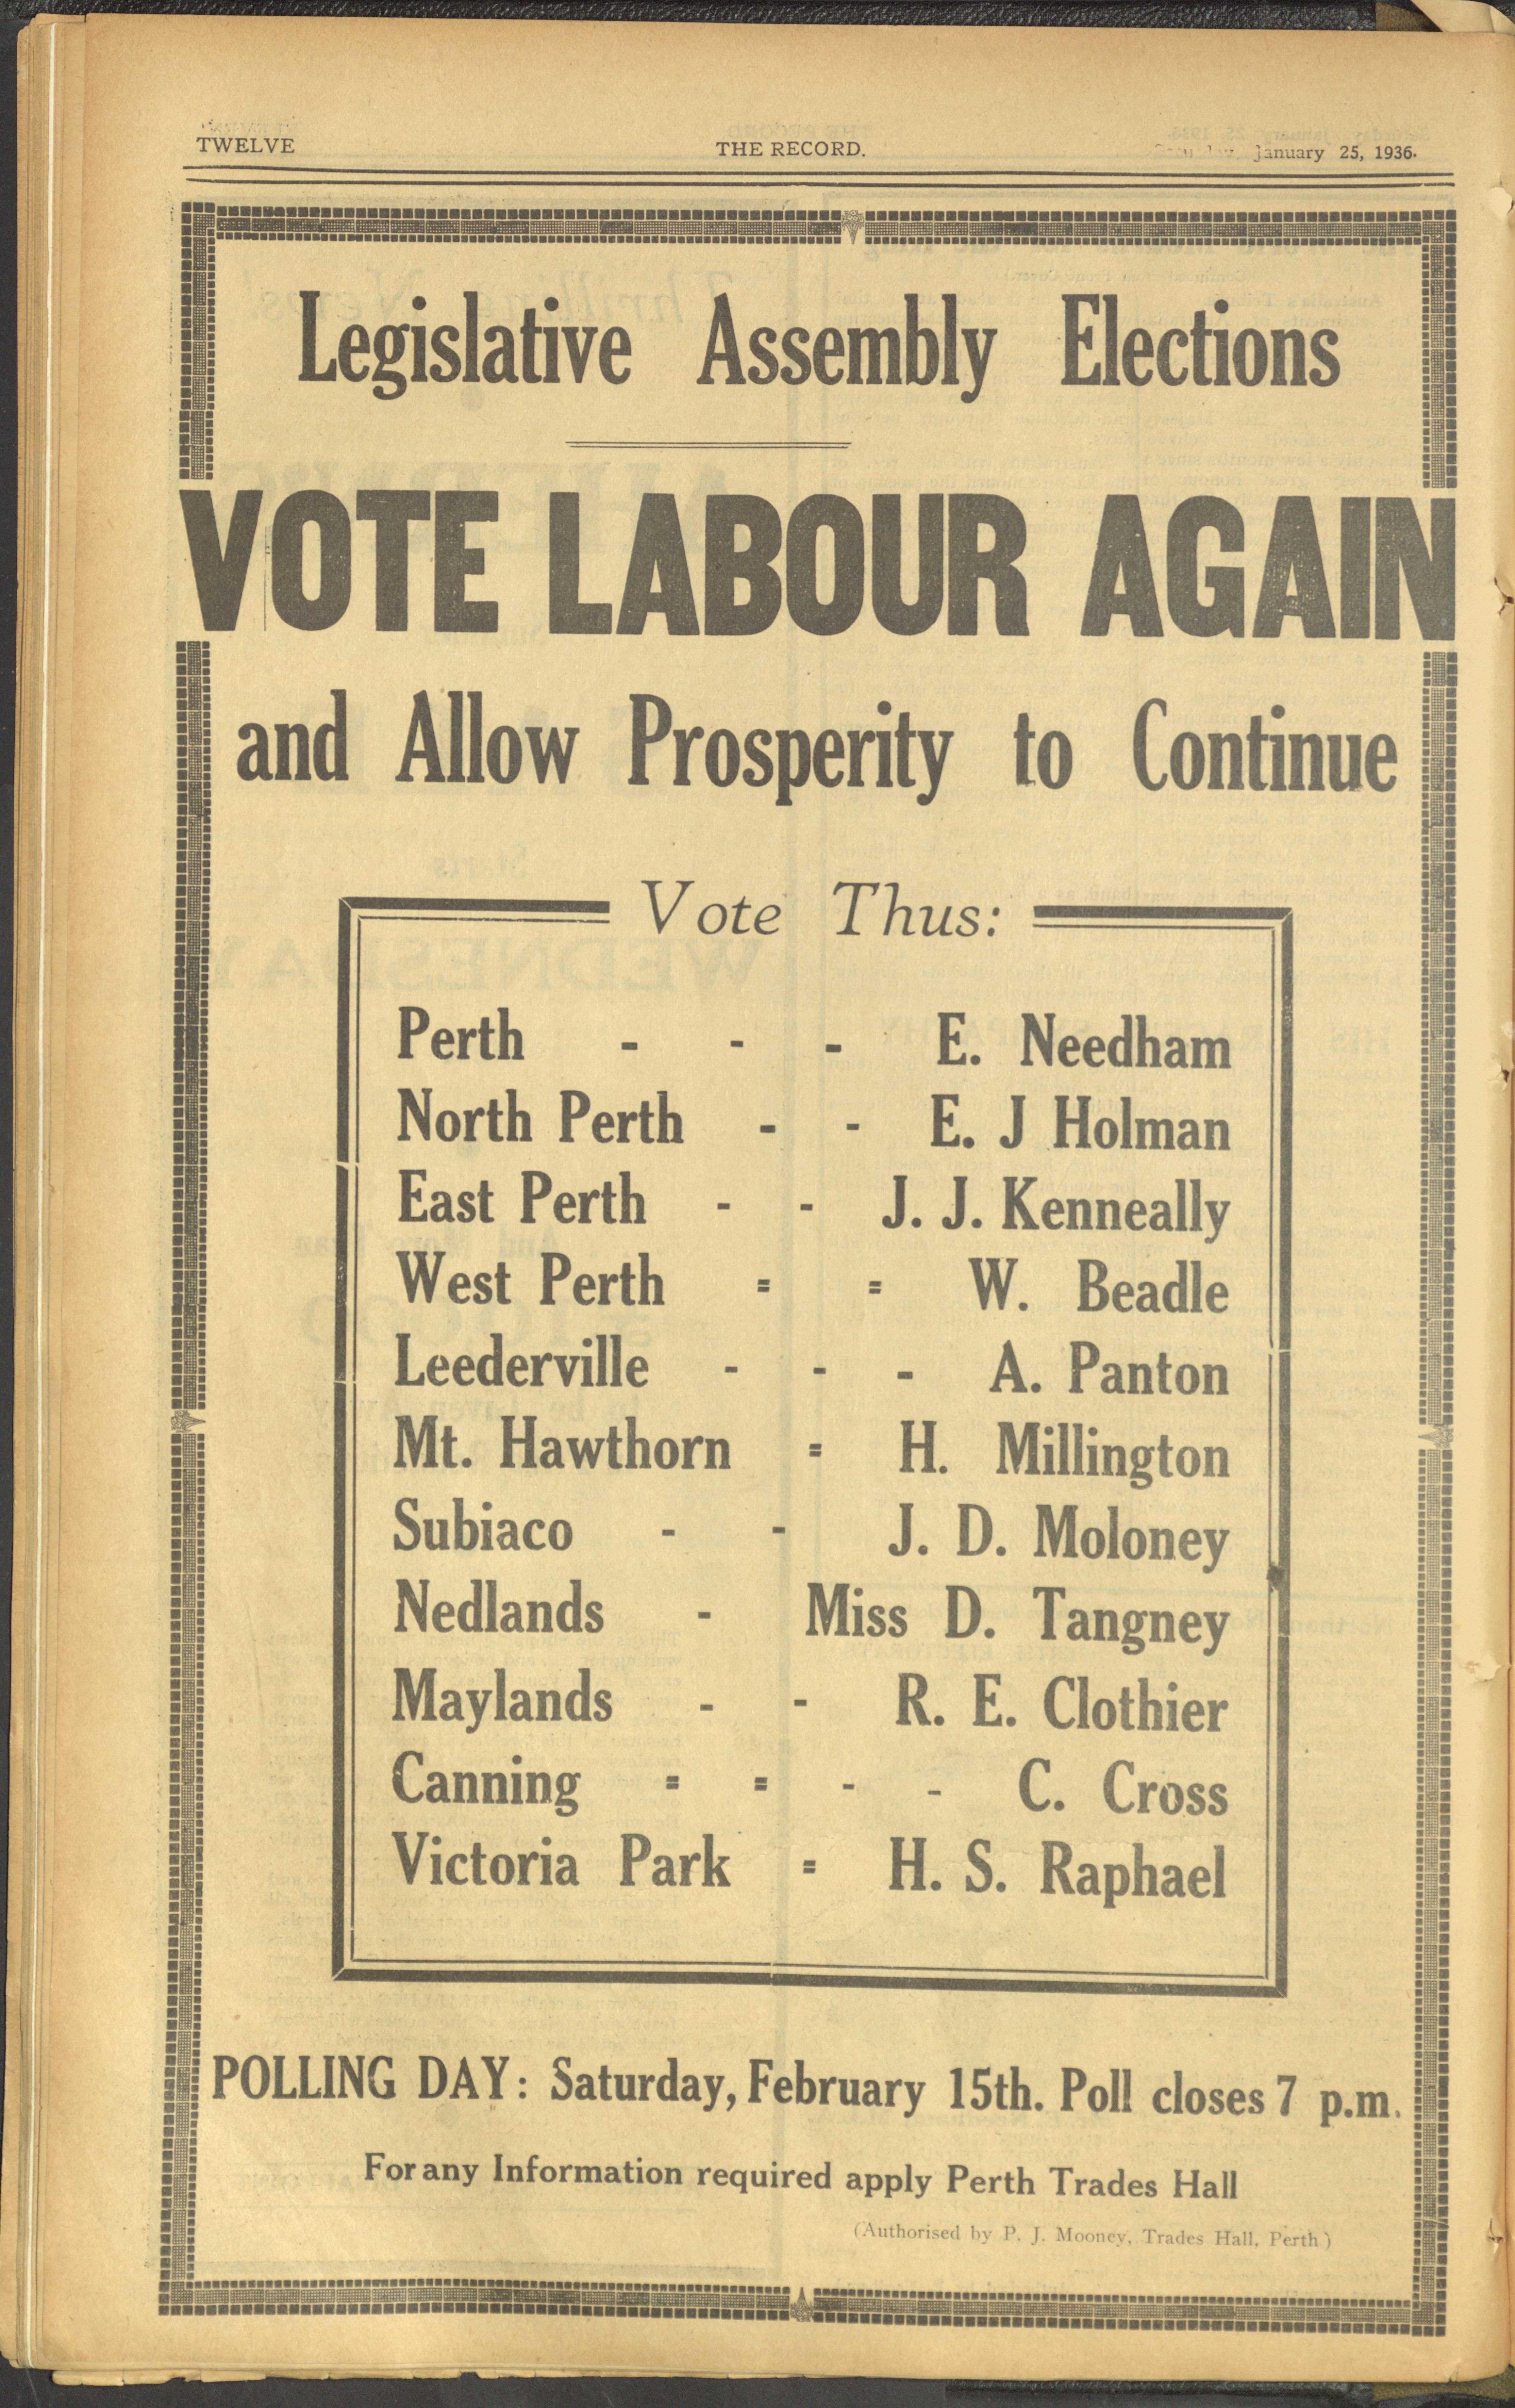 TWELVE
THE RECORD.
January 25, 1936.
Legislative Assembly Elections
VOTE LABOUR AGAIN
and Allow Prosperity to Continue
Vote Thus:
Perth - - - E. Needham
North Perth - - E. J Holman
East Perth - - J. J. Kenneally
West Perth = = W. Beadle
Leederville - - - A. Panton
Mt. Hawthorn = H. Millington
Subiaco - - J. D. Moloney
Nedlands - Miss D. Tangney
Maylands - - R. E. Clothier
Canning = = - - C. Cross
Victoria Park = H. S. Raphael
POLLING DAY: Saturday, February 15th. Poll closes 7 p.m.
For any Information required apply Perth Trades Hall
(Authorised by P. J. Mooney, Trades Hall, Perth)